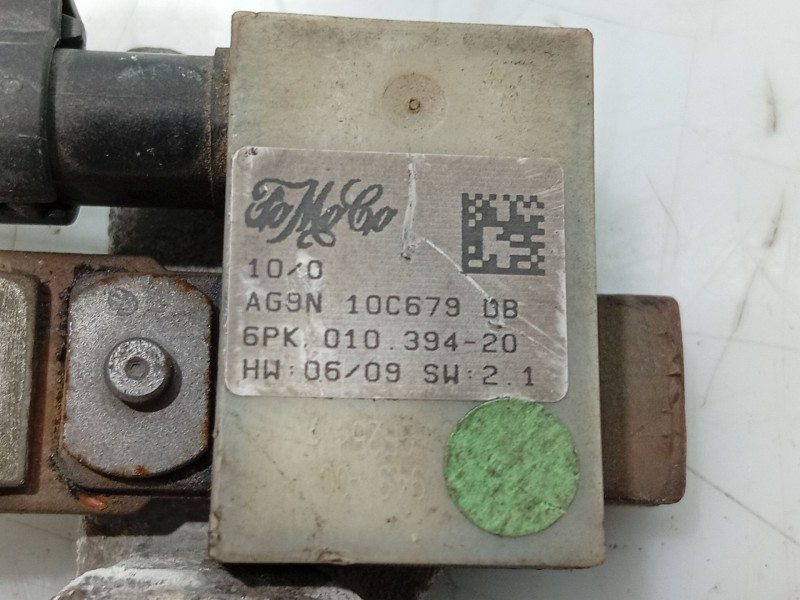 FoMoCo
10/0
AG9N 10C679 DB
6PK.010.394-20
HW:06/09 SW:2.1